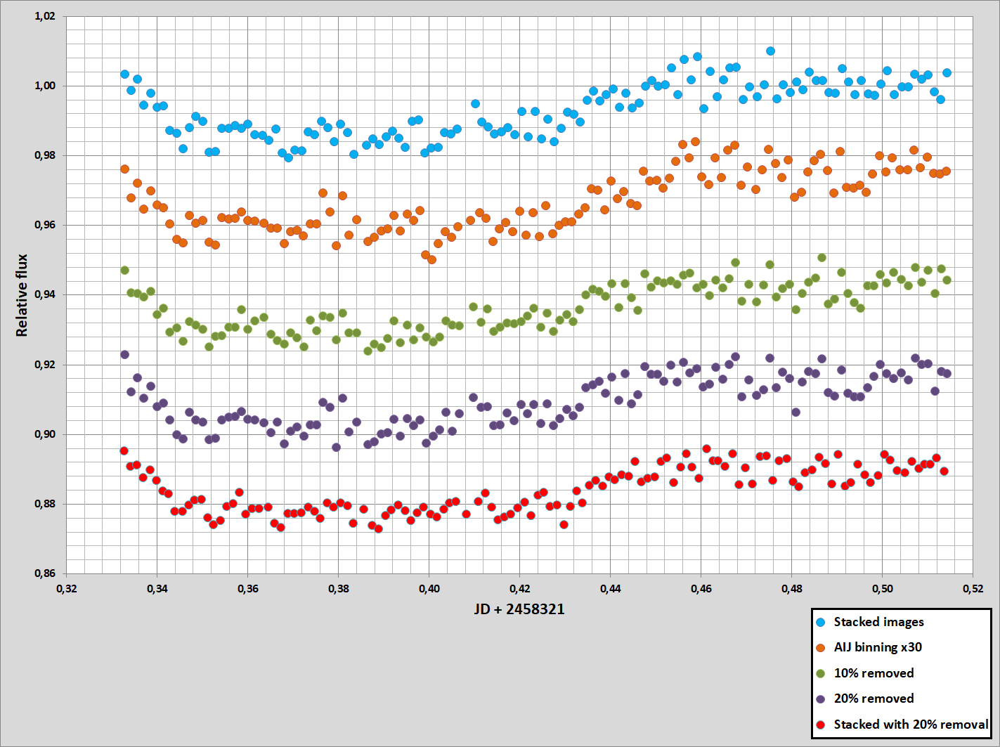 1,02
1,00
0,98
0,96
0,94
0,92
0,90
0,88
0,86
Relative flux
0,32 0,34 0,36 0,38 0,40 0,42 0,44 0,46 0,48 0,50 0,52
JD + 2458321
Stacked images
AIJ binning x30
10% removed
20% removed
Stacked with 20% removal